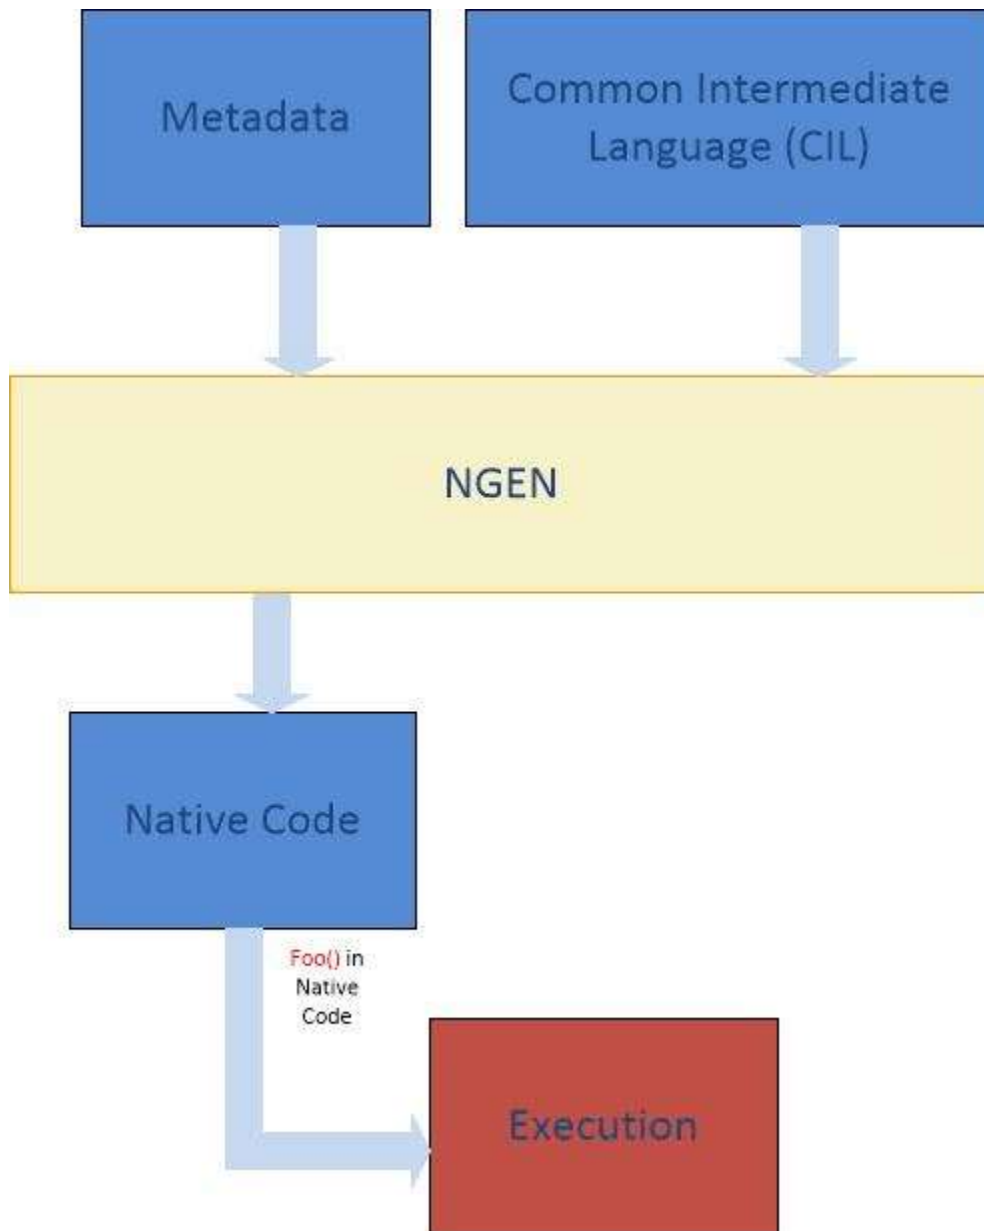 Metadata
Common Intermediate
Language (CIL)
NGEN
Native Code
Foo() in
Native
Code
Execution